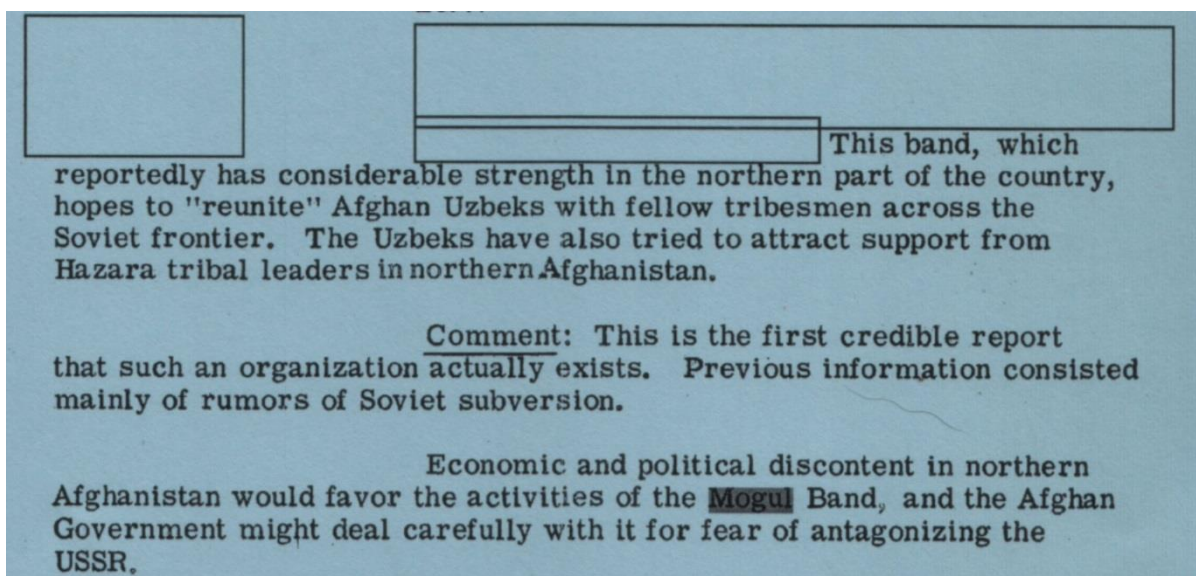 This band, which
reportedly has considerable strength in the northern part of the country,
hopes to "reunite" Afghan Uzbeks with fellow tribesmen across the
Soviet frontier. The Uzbeks have also tried to attract support from
Hazara tribal leaders in northern Afghanistan.
Comment: This is the first credible report
that such an organization actually exists. Previous information consisted
mainly of rumors of Soviet subversion.
Economic and political discontent in northern
Afghanistan would favor the activities of the Mogul Band, and the Afghan
Government might deal carefully with it for fear of antagonizing the
USSR.